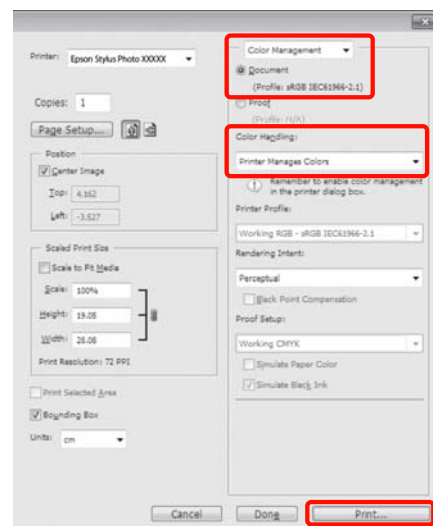 Printer: Epson Stylus Photo XXXXX
Copies: 1
Page Setup...
Position
Center Image
Top: 4.162
Left: -3.527
Scaled Print Size
Scale to Fit Media
Scale: 100%
Height: 19.05
Width: 28.08
Print Resolution: 72 PPI
Print Selected Area
Bounding Box
Units: cm
Color Management
Document
(Profile: sRGB IEC61966-2.1)
Proof
(Profile: N/A)
Color Handling:
Printer Manages Colors
Remember to enable color management
in the printer dialog box.
Printer Profile:
Working RGB - sRGB IEC61966-2.1
Rendering Intent:
Perceptual
Black Point Compensation
Proof Setup:
Working CMYK
Simulate Paper Color
Simulate Black Ink
Cancel
Done
Print...